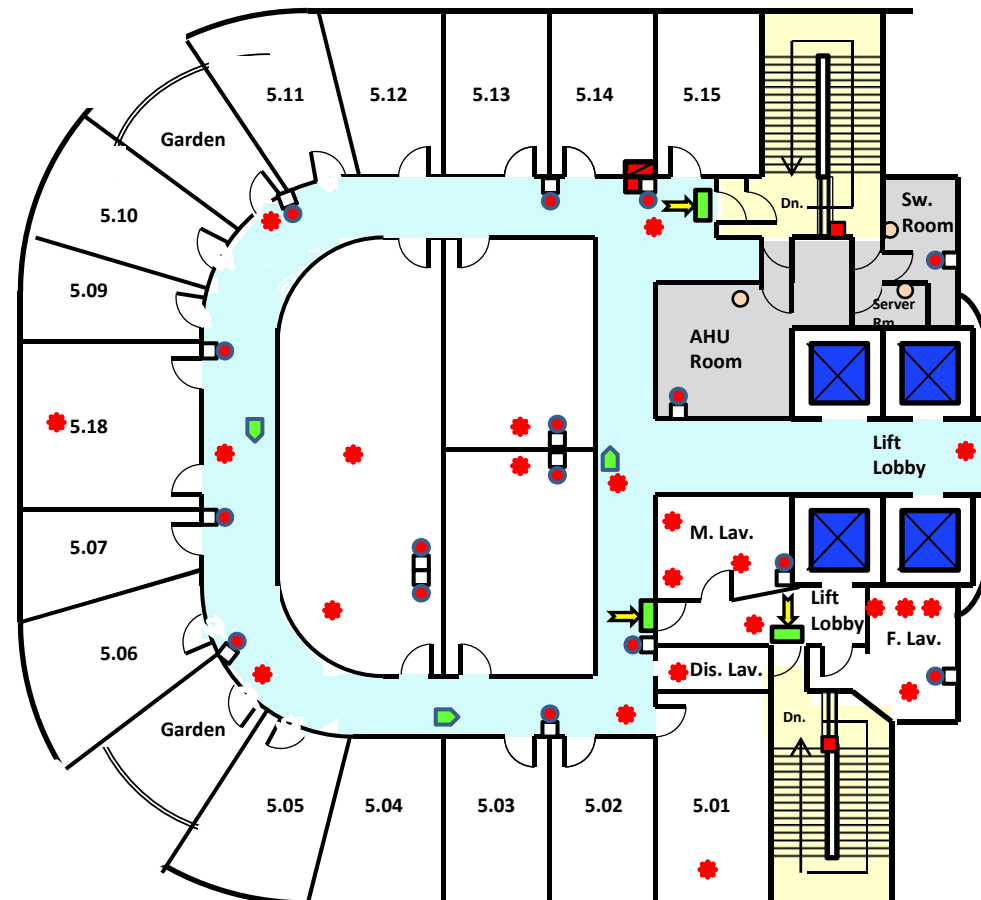 5.11
5.12
5.13
5.14
5.15
Garden
Dn.
Sw.
Room
5.10
5.09
Server
Rm
AHU
Room
5.18
Lift
Lobby
M. Lav.
5.07
Lift
Lobby
F. Lav.
5.06
Dis. Lav.
Garden
Dn.
5.05
5.04
5.03
5.02
5.01